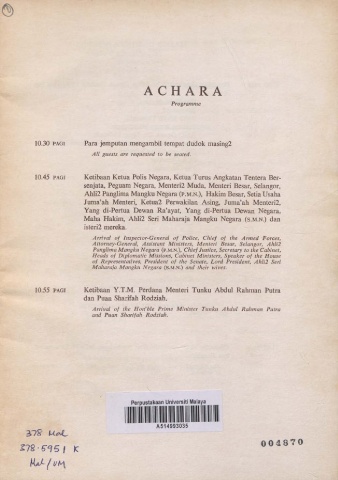 ACHARA
Programme
10.30 PAGI Para jemputan mengambil tempat dudok masing2
All guests are requested to be seated.
10.45 PAGI Ketibaan Ketua Polis Negara, Ketua Turus Angkatan Tentera Ber-
senjata, Peguam Negara, Menteri2 Muda, Menteri Besar, Selangor,
Ahli2 Panglima Mangku Negara (P.M.N.), Hakim Besar, Setia Usaha
Juma'ah Menteri, Ketua2 Perwakilan Asing, Juma'ah Menteri2,
Yang di-Pertua Dewan Ra'ayat, Yang di-Pertua Dewan Negara,
Maha Hakim, Ahli2 Seri Maharaja Mangku Negara (S.M.N.) dan
isteri2 mereka.
Arrival of Inspector-General of Police, Chief of the Armed Forces,
Attorney-General, Assistant Ministers, Menteri Besar, Selangor, Ahli2
Panglima Mangku Negara (P.M.N.), Chief Justice, Secretary to the Cabinet,
Heads of Diplomatic Missions, Cabinet Ministers, Speaker of the House
of Representatives, President of the Senate, Lord President, Ahli2 Seri
Maharaja Mangku Negara (S.M.N.) and their wives.
10.55 PAGI Ketibaan Y.T.M. Perdana Menteri Tunku Abdul Rahman Putra
dan Puan Sharifah Rodziah.
Arrival of the Hon'ble Prime Minister Tunku Abdul Rahman Putra
and Puan Sharifah Rodziah.
Perpustakaan Universiti Malaya
A514993035
378 Mal
378.5951 K
Mal/UM
004870